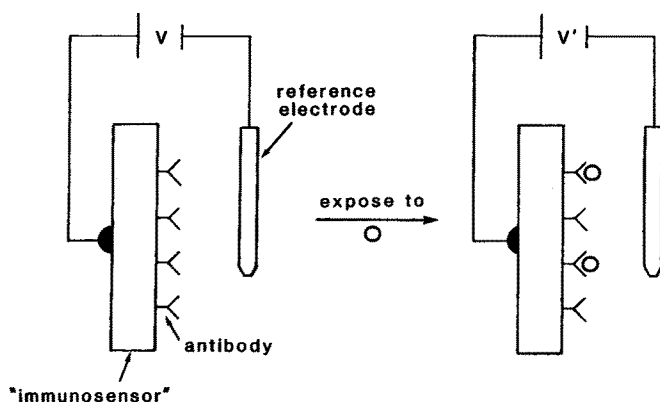 V
V'
reference
electrode
expose to
antibody
"immunosensor"